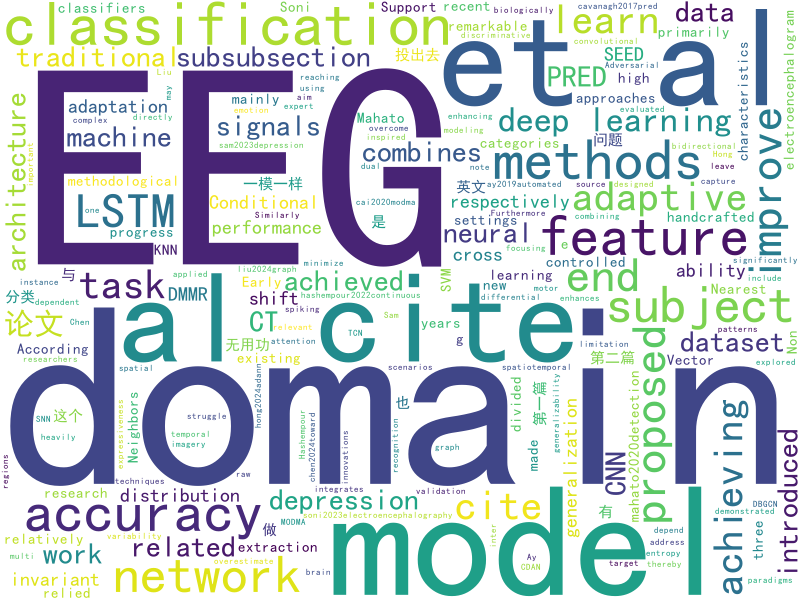 classifiers
Soni
Support
recent
biologically
cavanagh2017pred
classification
et al
learn
data
remarkable
discriminative
convolutional
primarily
traditional
subsubsection
投出去
SEED
Adversarial
EEG
Liu
reaching
using
PRED
high
may
aim
expert
approaches
enhancing
evaluated
adaptation
mainly
emotion
overcome
Mahato
complex
directly
inspired
modeling
deep learning
categories
bidirectional
Hong
machine
signals
sam2023depression
combines
dual
note
methods
问题
leave
capture
improve
characteristics
electroencephalogram
architecture
important
methodological
一模一样
cai2020modma
英文
ay2019automated
source
designed
adaptive
LSTM
one
Conditional
Similarly
是
respectively
Furthermore
combining
handcrafted
progress
performance
neural
settings
feature
significantly
KNN
cross
focusing
e
controlled
minimize
SVM
instance
applied
liu2024graph
learning
differential
motor
enhances
end
ability
与
task
achieved
hashempour2022continuous
new
Nearest
include
分类
dependent
DMMR
shift
Early
spiking
years
Sam
subject
patterns
论文
Chen
al
CT
cite
g
dataset
Non
According
researchers
无用功
relevant
attention
TCN
limitation
Vector
explored
existing
scenarios
spatiotemporal
第二篇
domain
spatial
SNN
这个
heavily
Neighbors
expressiveness
struggle
hong2024adann
也
Hashempour
chen2024toward
divided
第一篇
generalizability
proposed
mahato2020detection
achieving
temporal
imagery
recognition
innovations
graph
made
generalization
CNN
introduced
regions
research
techniques
raw
distribution
integrates
validation
MODMA
demonstrated
DBGCN
accuracy
depression
soni2023electroencephalography
cite
有
three
depend
address
relatively
work
related
extraction
做
model
inter
Ay
entropy
thereby
invariant
relied
variability
multi
network
overestimate
brain
CDAN
target
paradigms